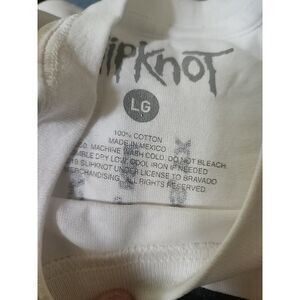 slipKnoT
LG
100% COTTON
MADE IN MEXICO
MACHINE WASH COLD. DO NOT BLEACH.
DRY LOW. COOL IRON IF NEEDED.
SLIPKNOT UNDER LICENSE TO BRAVADO
MERCHANDISING. ALL RIGHTS RESERVED.